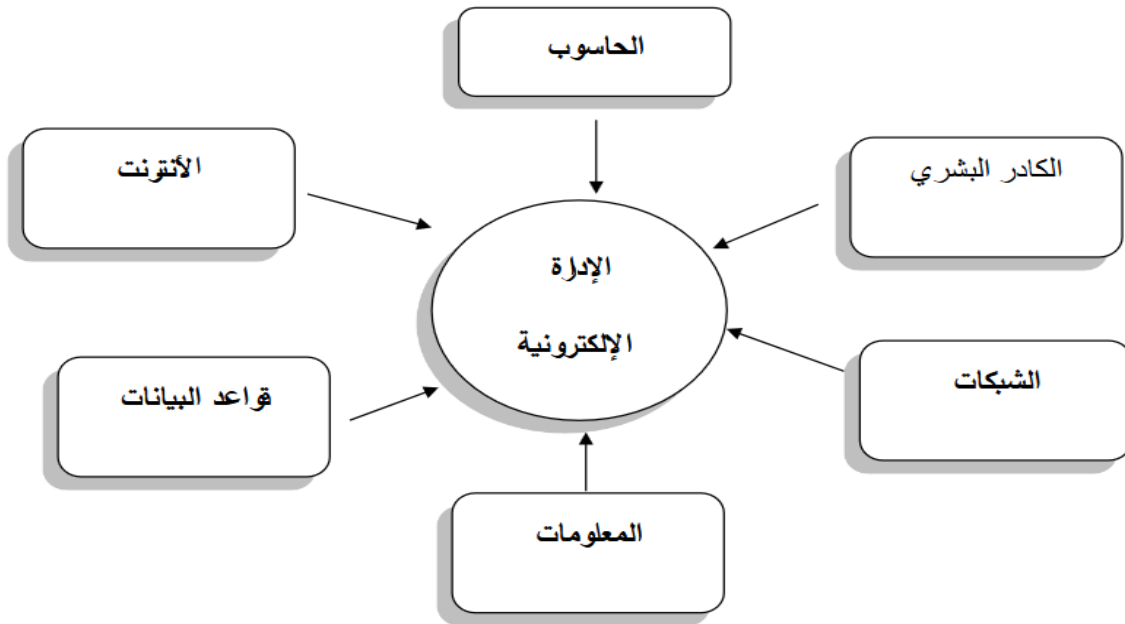 الحاسوب
الكادر البشري
الأنترنت
الإدارة
الإلكترونية
الشبكات
قواعد البيانات
المعلومات